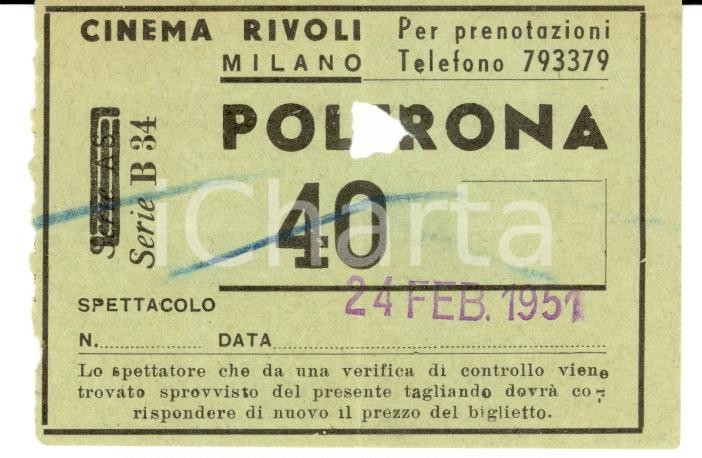 CINEMA RIVOLI
MILANO
Per prenotazioni
Telefono 793379
Serie B 34
POLTRONA
40
iCharta
24 FEB. 1951
SPETTACOLO
N. DATA
Lo spettatore che da una verifica di controllo viene
trovato sprovvisto del presente tagliando dovrà cor-
rispondere di nuovo il prezzo del biglietto.